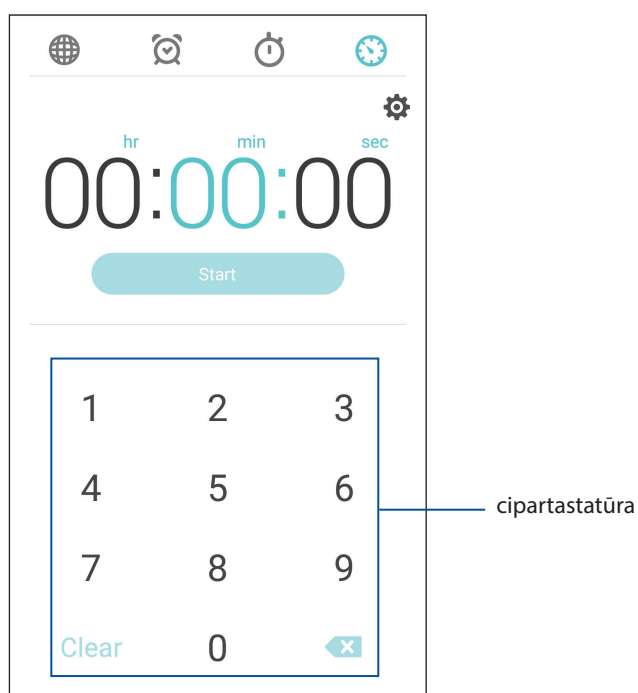 hr min sec
00:00:00
Start
1 2 3
4 5 6
cipartastatūra
7 8 9
Clear 0